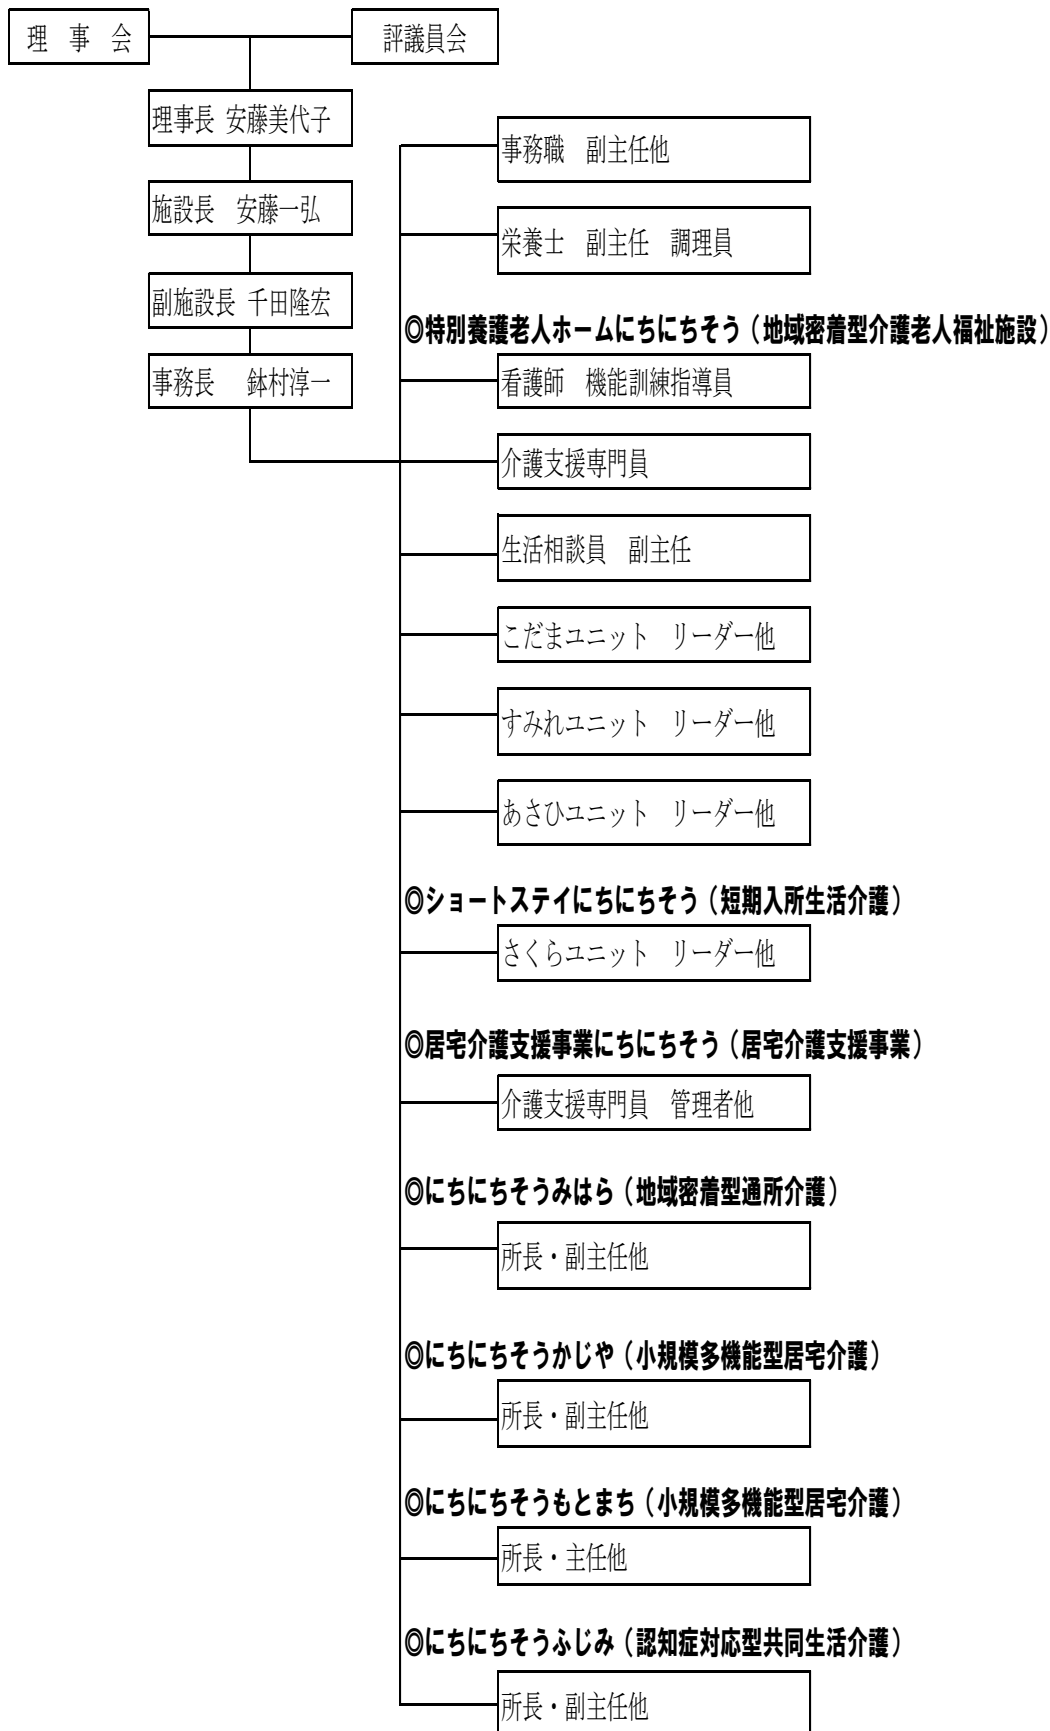 理　事　会
評議員会
理事長 安藤美代子
施設長　安藤一弘
副施設長 千田隆宏
事務長　鉢村淳一
事務職　副主任他
栄養士　副主任　調理員
◎特別養護老人ホームにちにちそう（地域密着型介護老人福祉施設）
看護師　機能訓練指導員
介護支援専門員
生活相談員　副主任
こだまユニット　リーダー他
すみれユニット　リーダー他
あさひユニット　リーダー他
◎ショートステイにちにちそう（短期入所生活介護）
さくらユニット　リーダー他
◎居宅介護支援事業にちにちそう（居宅介護支援事業）
介護支援専門員　管理者他
◎にちにちそうみはら（地域密着型通所介護）
所長・副主任他
◎にちにちそうかじや（小規模多機能型居宅介護）
所長・副主任他
◎にちにちそうもとまち（小規模多機能型居宅介護）
所長・主任他
◎にちにちそうふじみ（認知症対応型共同生活介護）
所長・副主任他